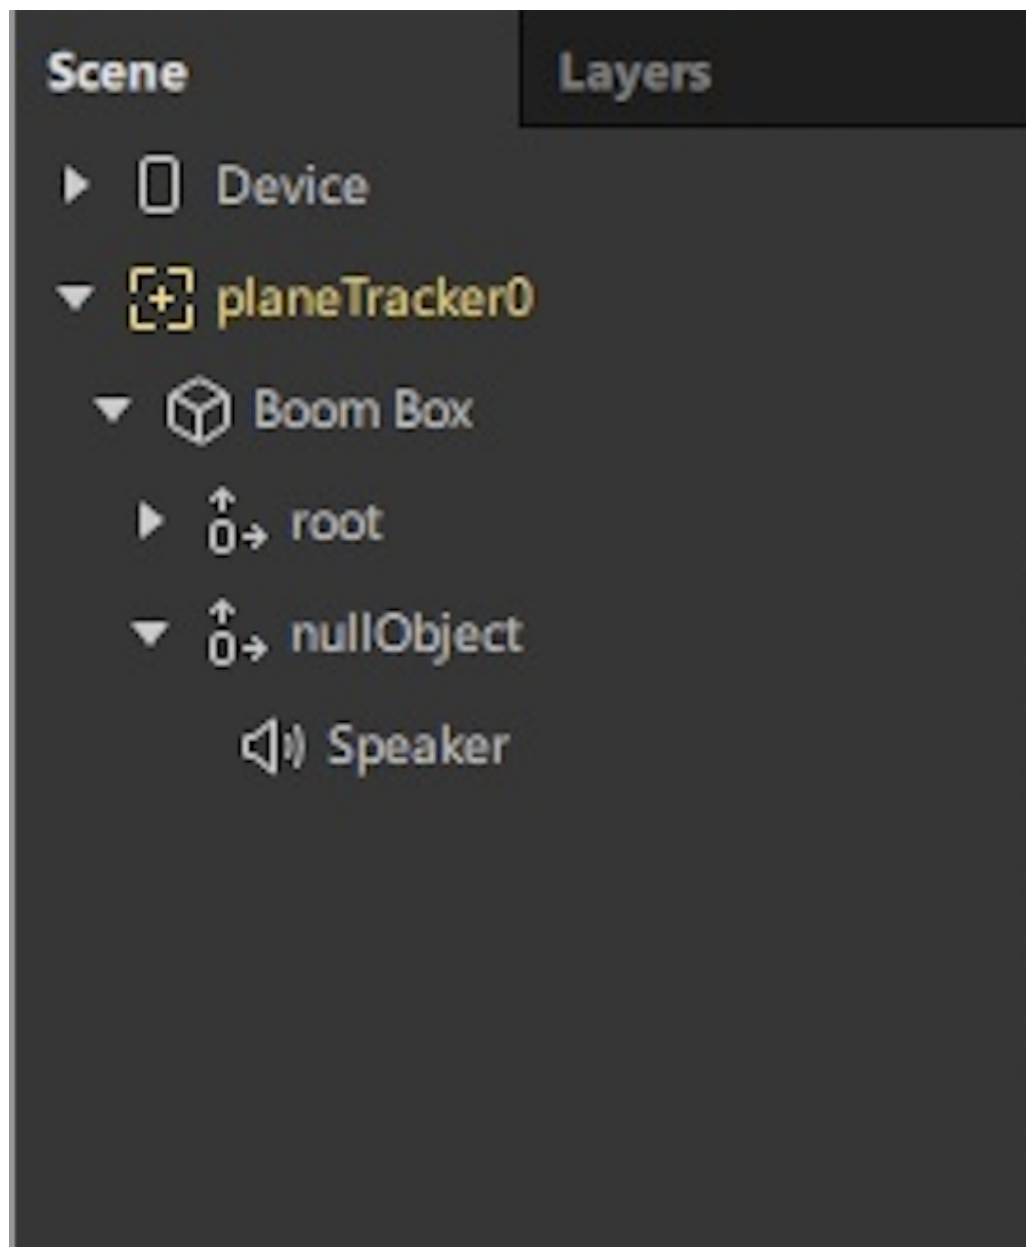 Scene Layers
Device
planeTracker0
Boom Box
root
nullObject
Speaker